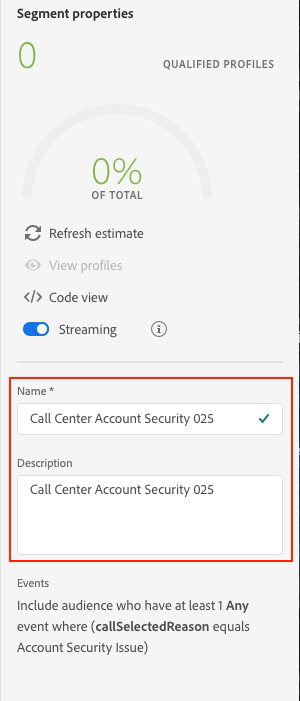 Segment properties
0
QUALIFIED PROFILES
0%
OF TOTAL
Refresh estimate
View profiles
</> Code view
Streaming
Name *
Call Center Account Security 025
Description
Call Center Account Security 025
Events
Include audience who have at least 1 Any
event where (callSelectedReason equals
Account Security Issue)